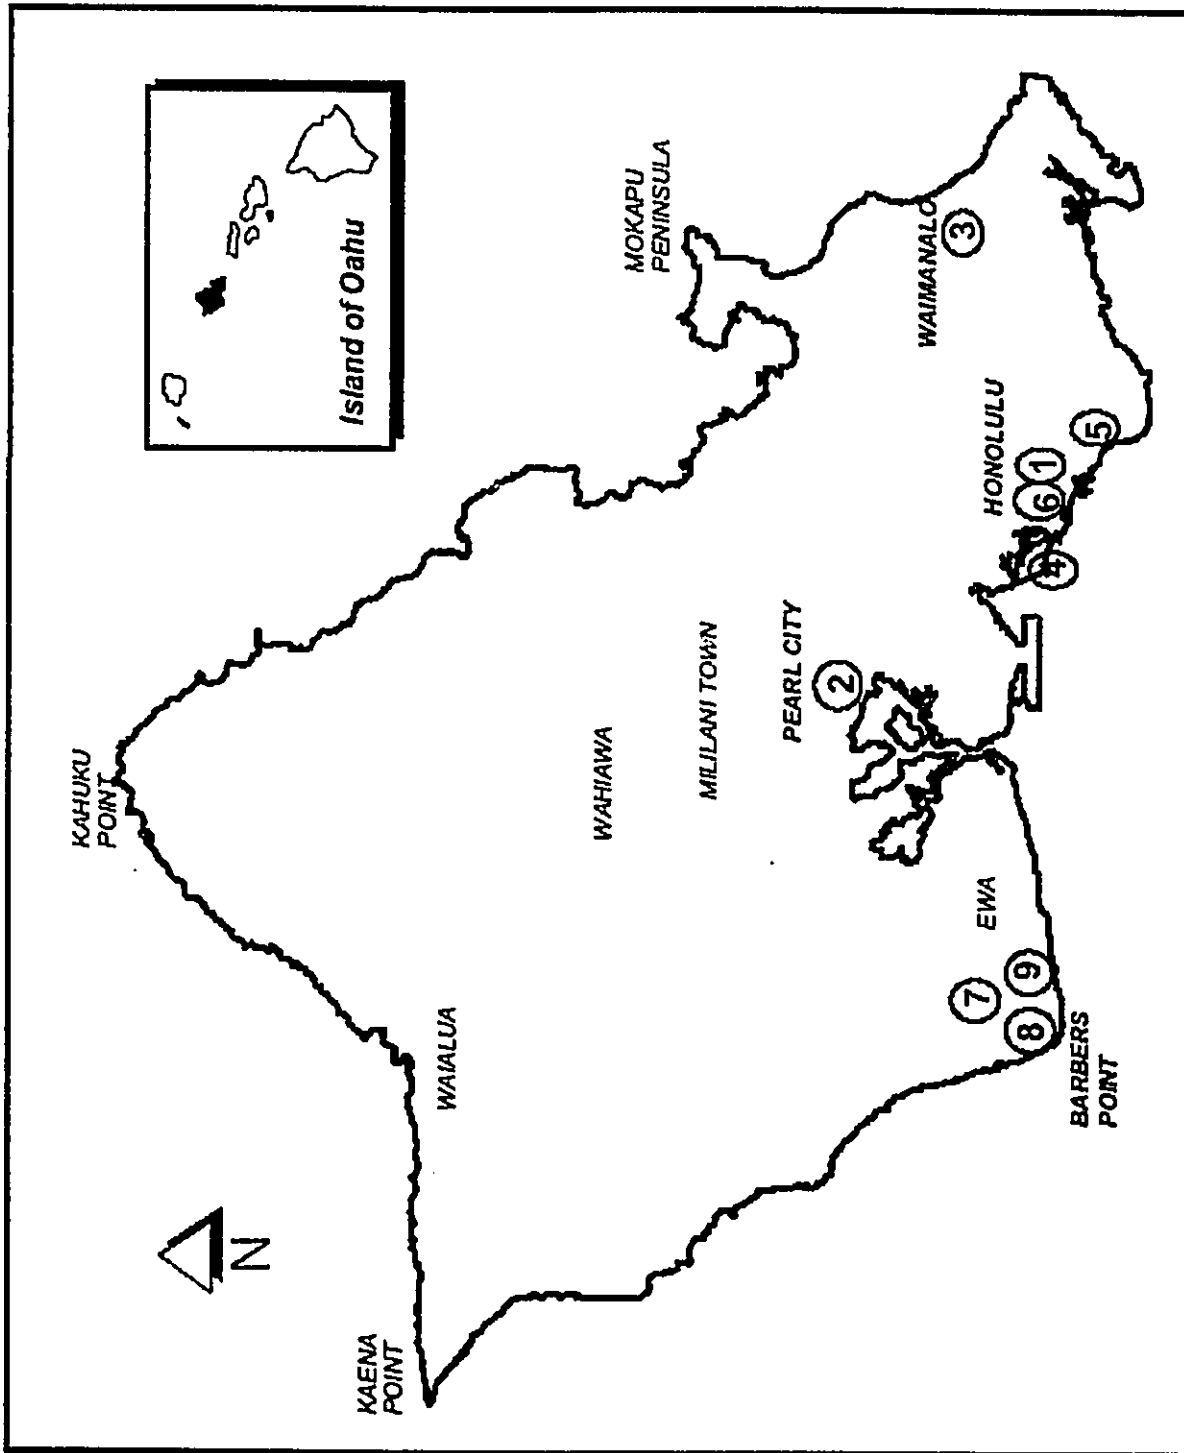 KAHUKU
POINT
KAENA
POINT
N
WAIALUA
Island of Oahu
WAHIAWA
MILILANI TOWN
MOKAPU
PENINSULA
PEARL CITY
2
WAIMANALO
3
EWA
7
8
9
BARBERS
POINT
HONOLULU
4
6
1
5